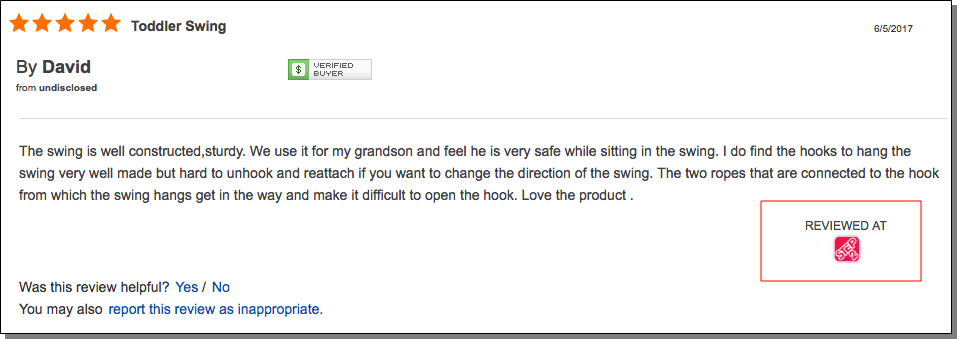 Toddler Swing
6/5/2017
By David
VERIFIED
BUYER
from undisclosed
The swing is well constructed,sturdy. We use it for my grandson and feel he is very safe while sitting in the swing. I do find the hooks to hang the
swing very well made but hard to unhook and reattach if you want to change the direction of the swing. The two ropes that are connected to the hook
from which the swing hangs get in the way and make it difficult to open the hook. Love the product .
REVIEWED AT
STEP2
Was this review helpful? Yes / No
You may also report this review as inappropriate.